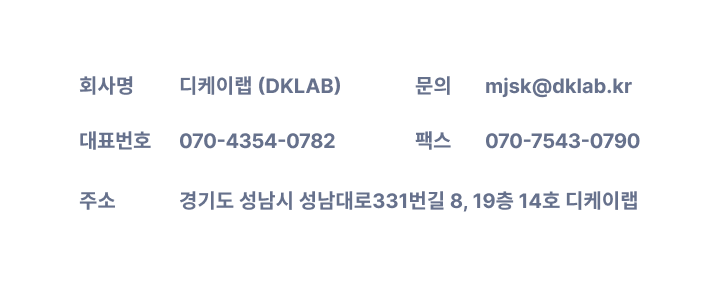 회사명 디케이랩 (DKLAB) 문의 mjsk@dklab.kr
대표번호 070-4354-0782 팩스 070-7543-0790
주소 경기도 성남시 성남대로331번길 8, 19층 14호 디케이랩